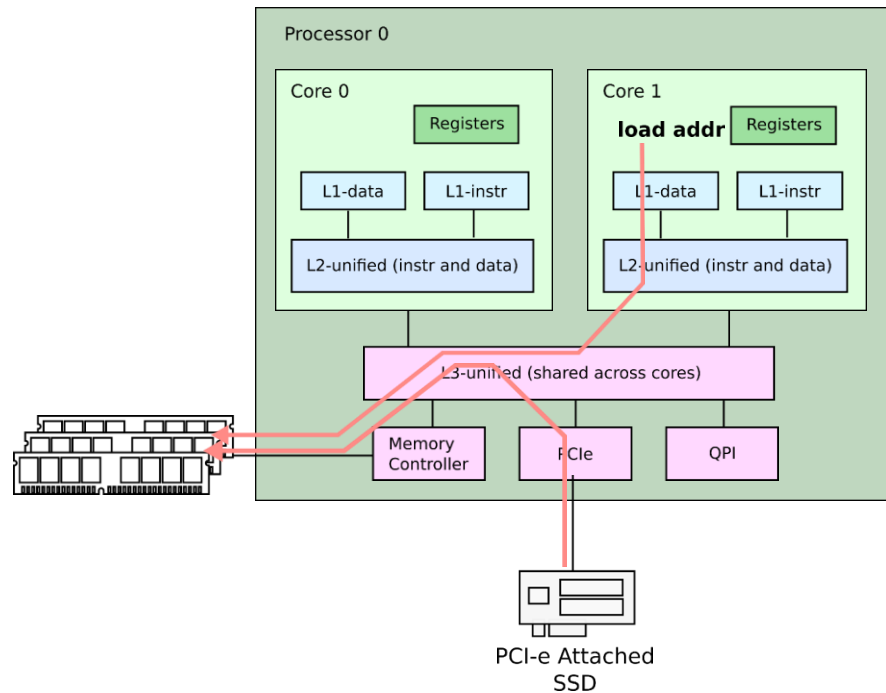 Processor 0
Core 0
Registers
L1-data
L1-instr
L2-unified (instr and data)
Core 1
load addr
Registers
L1-data
L1-instr
L2-unified (instr and data)
L3-unified (shared across cores)
Memory
Controller
PCIe
QPI
PCI-e Attached
SSD